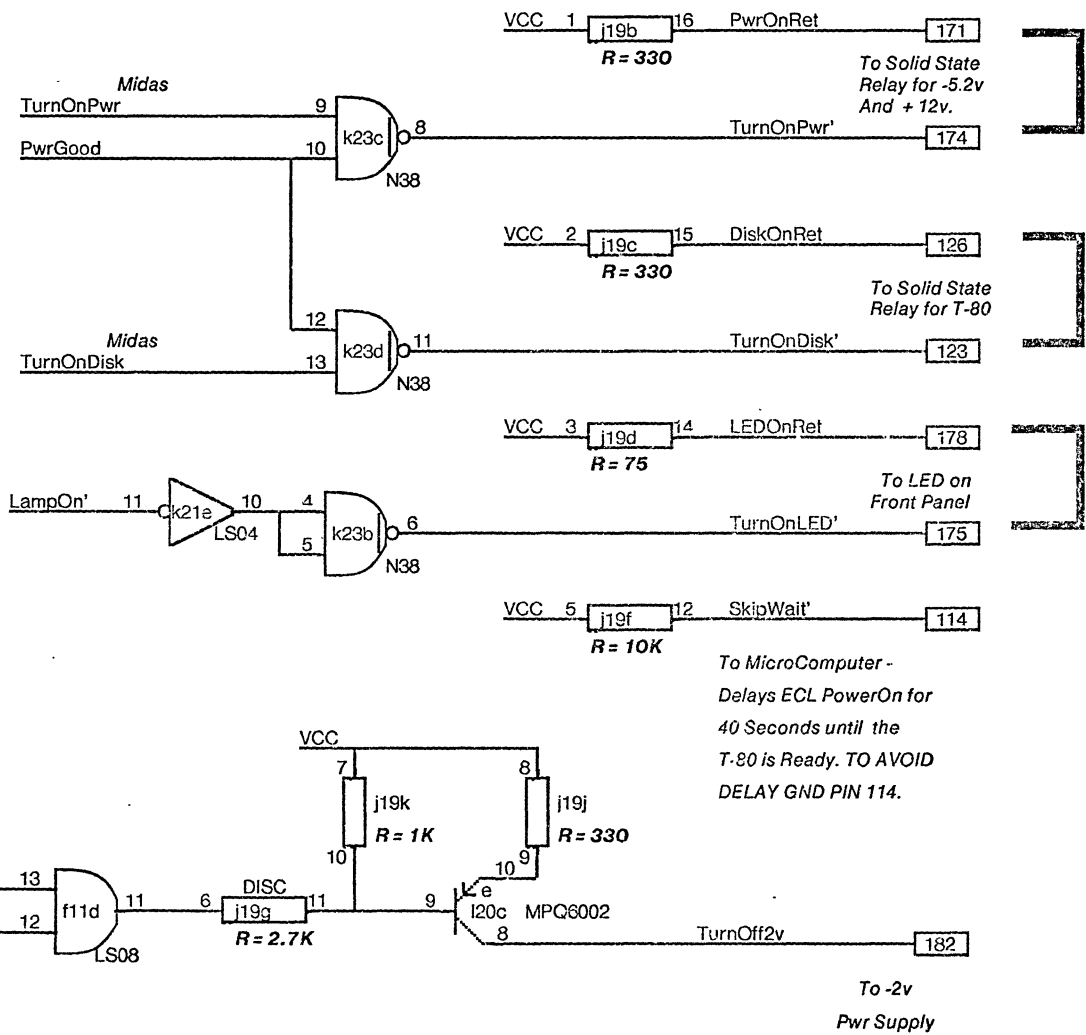 VCC 1 j19b 16 PwrOnRet 171
R = 330
To Solid State
Relay for -5.2v
And + 12v.
Midas
TurnOnPwr 9
k23c 8 TurnOnPwr' 174
PwrGood 10
N38
VCC 2 j19c 15 DiskOnRet 126
R = 330
To Solid State
Relay for T-80
12
Midas
k23d 11 TurnOnDisk' 123
TurnOnDisk 13
N38
VCC 3 j19d 14 LEDOnRet 178
R = 75
To LED on
Front Panel
LampOn' 11 k21e 10 4
LS04
k23b 6 TurnOnLED' 175
5
N38
VCC 5 j19f 12 SkipWait' 114
R = 10K
To MicroComputer -
Delays ECL PowerOn for
40 Seconds until the
T-80 is Ready. TO AVOID
DELAY GND PIN 114.
VCC
7 8
j19k j19j
R = 1K R = 330
10 9
10
e
13
DISC
f11d 11 6 j19g 11 9 l20c MPQ6002
12
R = 2.7K
LS08
8 TurnOff2v 182
To -2v
Pwr Supply